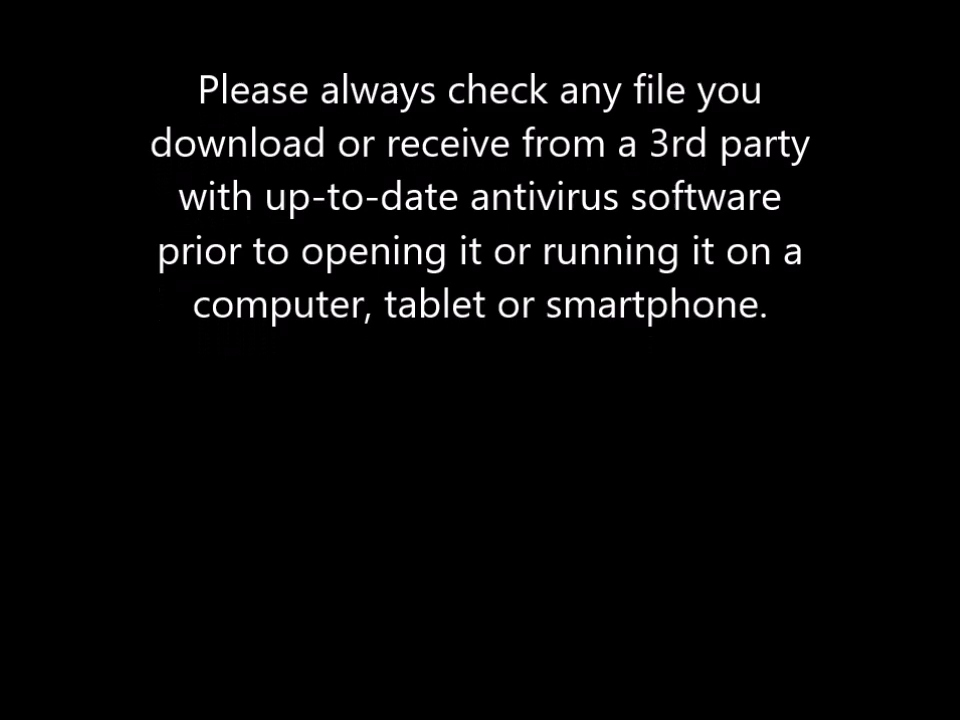 Please always check any file you
download or receive from a 3rd party
with up-to-date antivirus software
prior to opening it or running it on a
computer, tablet or smartphone.